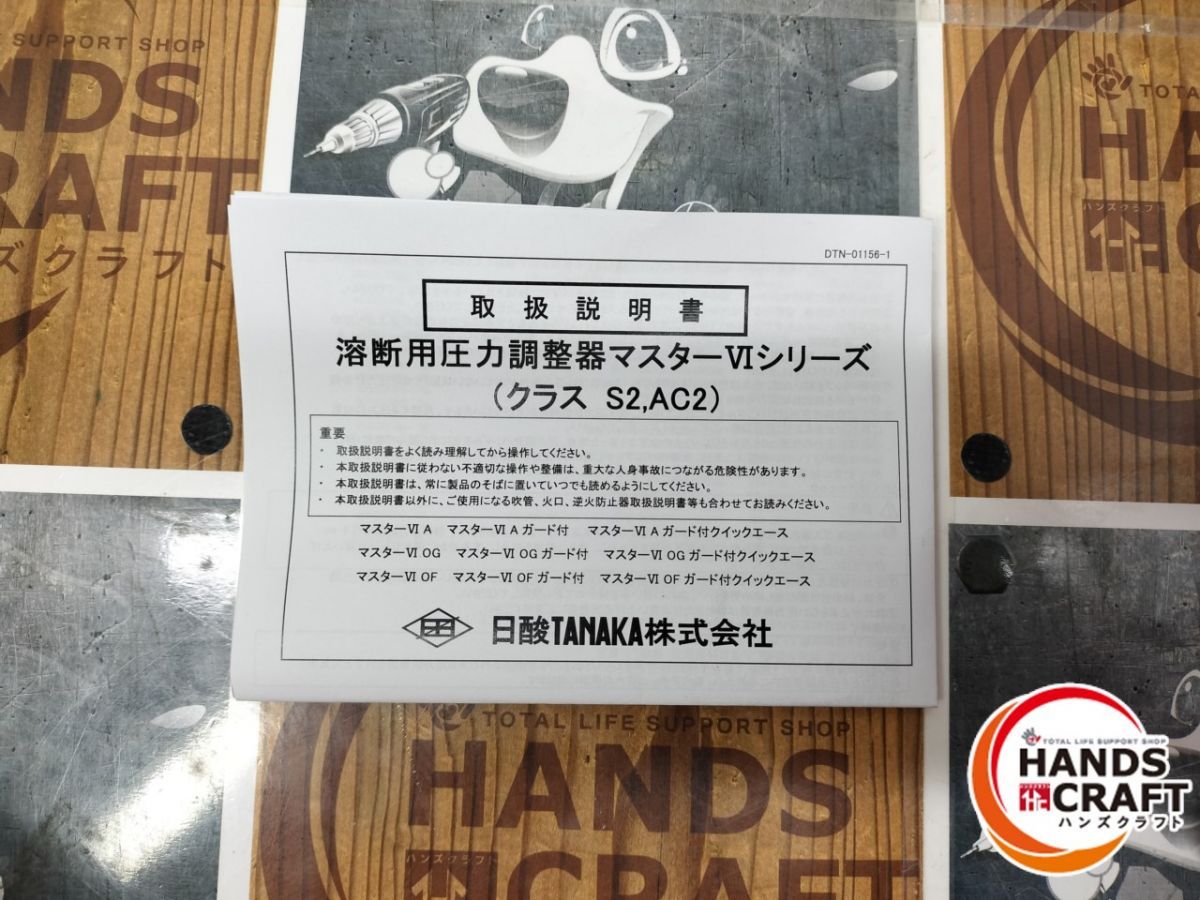 LIFE SUPPORT SHOP
HANDS
CRAFT
ズクラフト
TOTAL
HA
C
ハンズクラフト
DTN-01156-1
取扱説明書
溶断用圧力調整器マスターⅥシリーズ
(クラス S2,AC2)
重要
・ 取扱説明書をよく読み理解してから操作してください。
・ 本取扱説明書に従わない不適切な操作や整備は、重大な人身事故につながる危険性があります。
・ 本取扱説明書は、常に製品のそばに置いていつでも読めるようにしてください。
・ 本取扱説明書以外に、ご使用になる吹管、火口、逆火防止器取扱説明書等も合わせてお読みください。
マスターⅥ A マスターⅥ A ガード付 マスターⅥ A ガード付クイックエース
マスターⅥ OG マスターⅥ OG ガード付 マスターⅥ OG ガード付クイックエース
マスターⅥ OF マスターⅥ OF ガード付 マスターⅥ OF ガード付クイックエース
日酸TANAKA株式会社
TOTAL LIFE SUPPORT SHOP
HANDS
CRAFT
ハンズクラフト
TOTAL LIFE SUPPORT SHOP
HANDS
CRAFT
ハンズクラフト